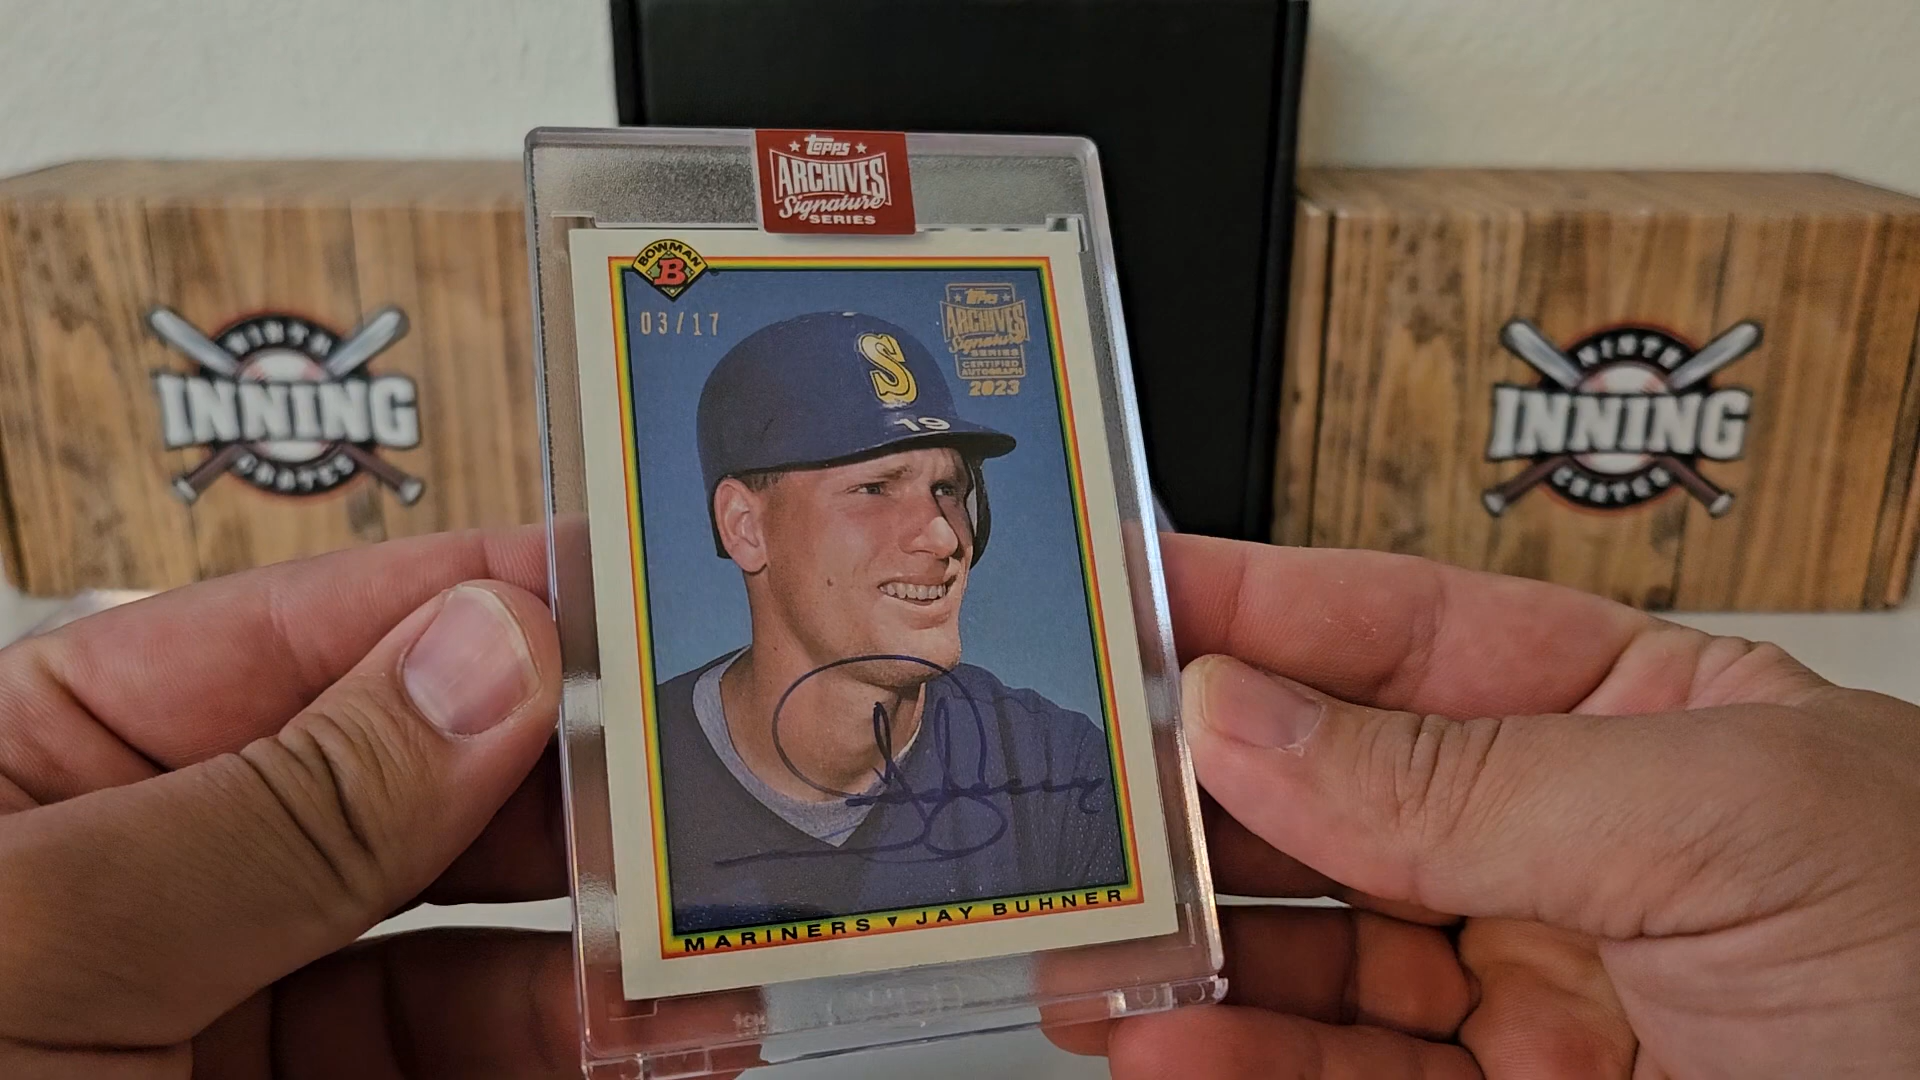 Topps
ARCHIVES
Signature
SERIES
BOWMAN
B
03/17
Topps
ARCHIVES
Signature
SERIES
CERTIFIED
AUTOGRAPH
2023
S
19
MARINERS ▼ JAY BUHNER
NINTH
INNING
CRATES
NINTH
INNING
CRATES